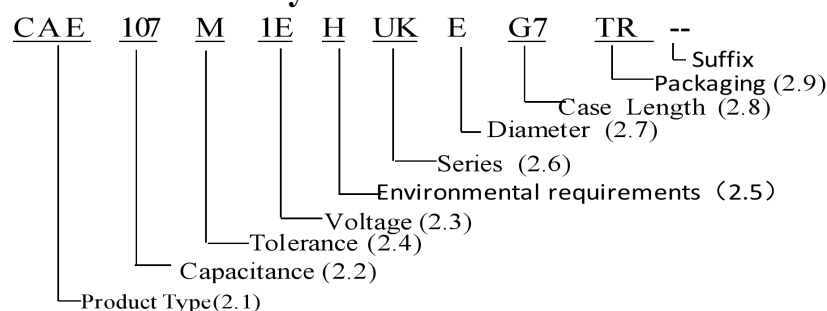 CAE 107 M 1E H UK E G7 TR --
Suffix
Packaging (2.9)
Case Length (2.8)
Diameter (2.7)
Series (2.6)
Environmental requirements（2.5）
Voltage (2.3)
Tolerance (2.4)
Capacitance (2.2)
Product Type(2.1)